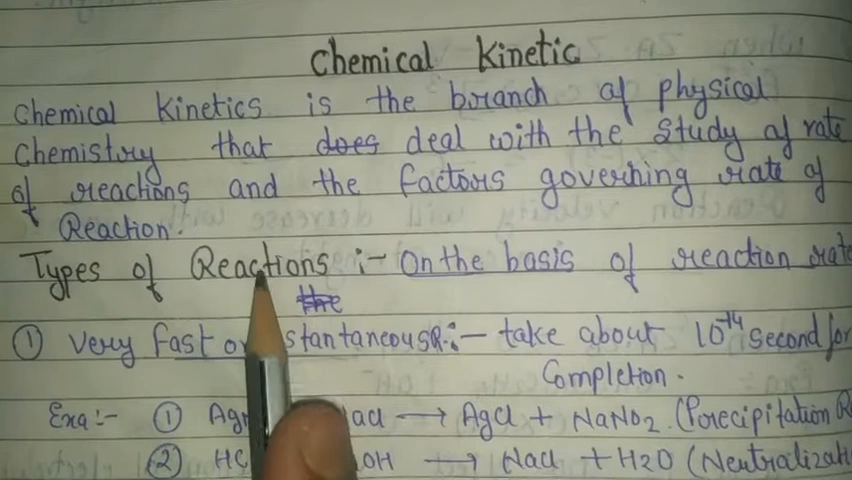 Chemical Kinetic
Chemical Kinetics is the branch of physical
Chemistry that does deal with the study of rate
of reactions and the factors governing rate of
Reaction.
Types of Reactions :- On the basis of reaction rate
the
① Very fast or stantaneous R :- take about 10⁻¹⁴ second for
Completion.
Exa :- ① Ag acl → Agcl + NaNO2 (Precipitation R
② HC OH → Nacl + H2O (Neutralizat